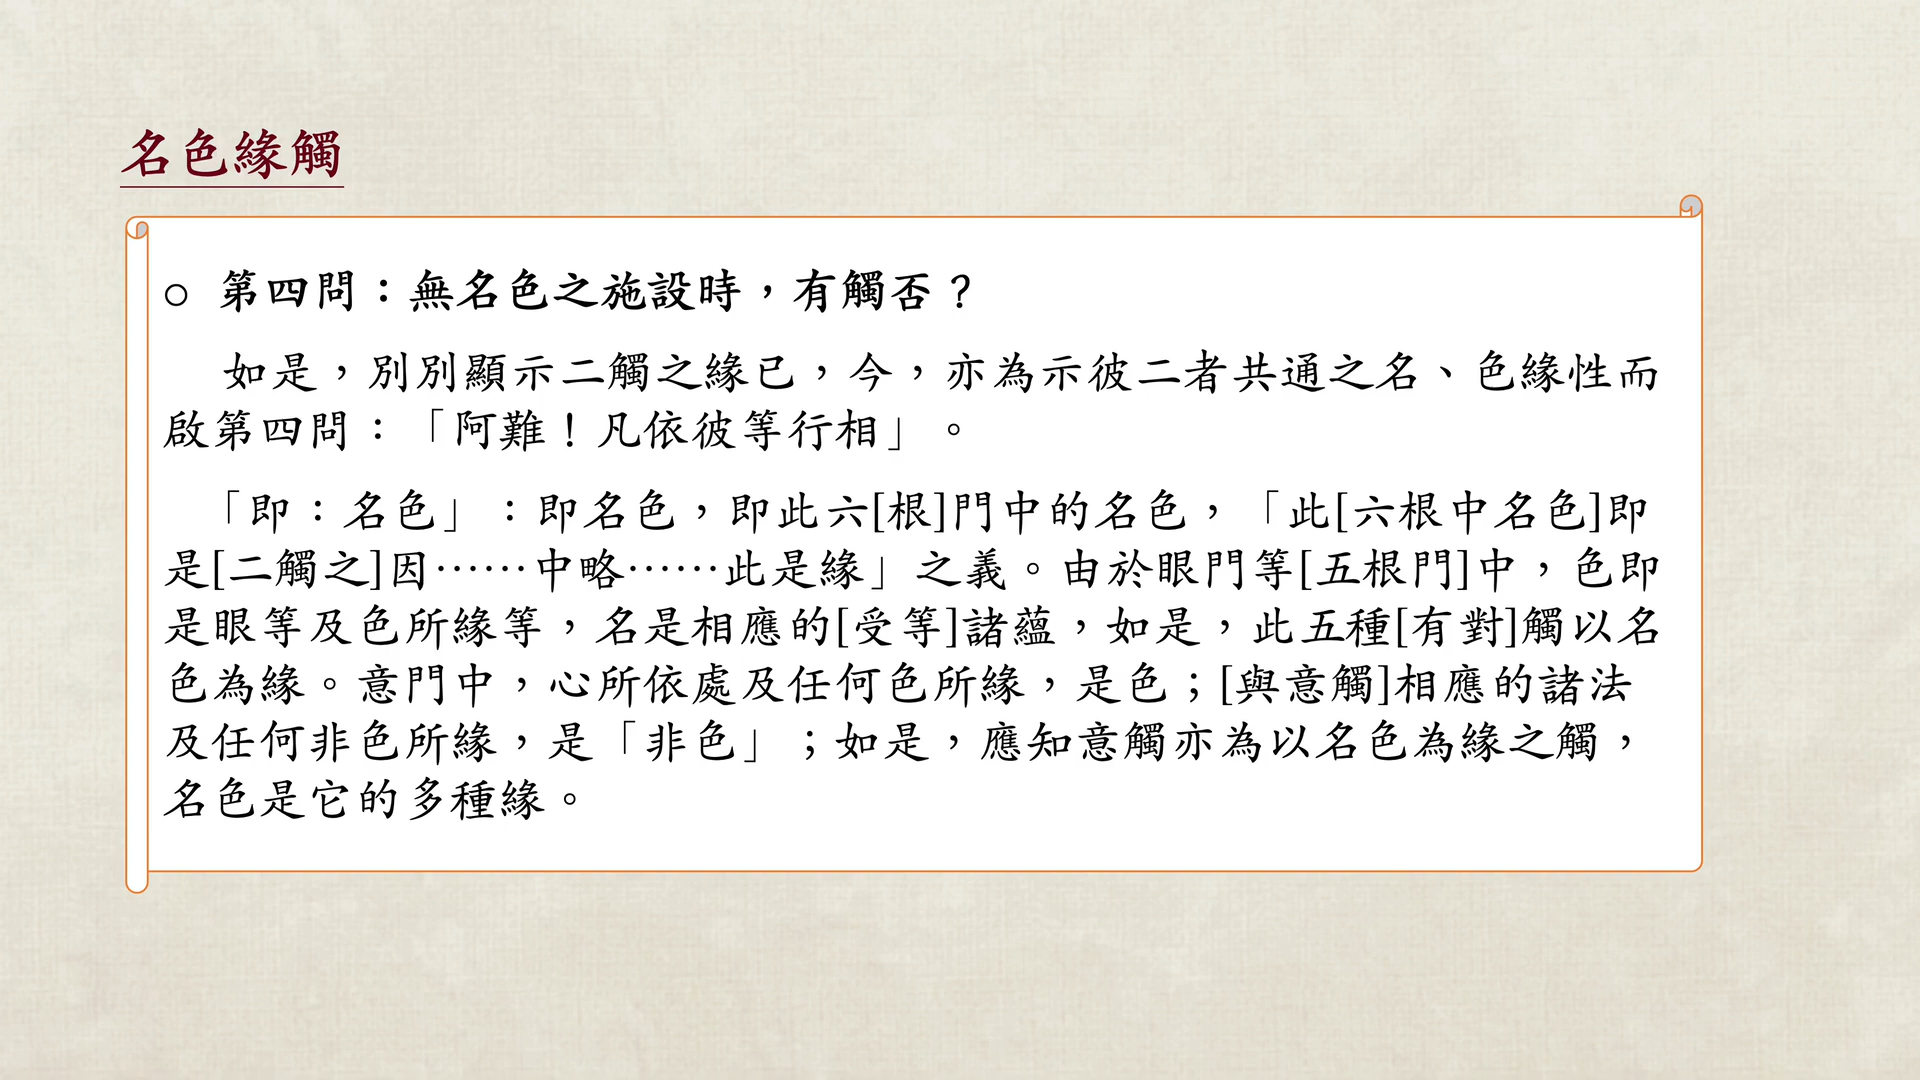 名色緣觸
○ 第四問：無名色之施設時，有觸否？
如是，別別顯示二觸之緣已，今，亦為示彼二者共通之名、色緣性而
啟第四問：「阿難！凡依彼等行相」。
「即：名色」：即名色，即此六[根]門中的名色，「此[六根中名色]即
是[二觸之]因⋯⋯中略⋯⋯此是緣」之義。由於眼門等[五根門]中，色即
是眼等及色所緣等，名是相應的[受等]諸蘊，如是，此五種[有對]觸以名
色為緣。意門中，心所依處及任何色所緣，是色；[與意觸]相應的諸法
及任何非色所緣，是「非色」；如是，應知意觸亦為以名色為緣之觸，
名色是它的多種緣。